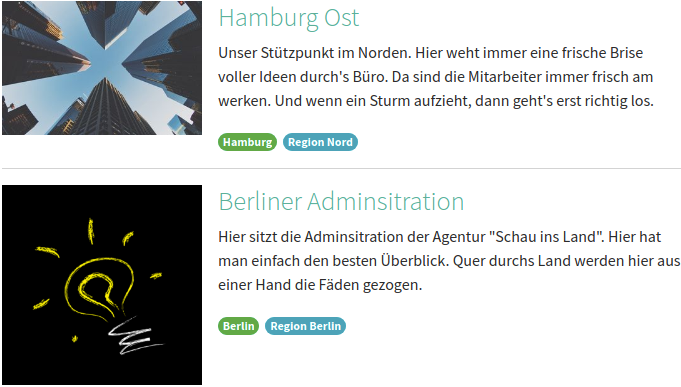 Hamburg Ost
Unser Stützpunkt im Norden. Hier weht immer eine frische Brise
voller Ideen durch's Büro. Da sind die Mitarbeiter immer frisch am
werken. Und wenn ein Sturm aufzieht, dann geht's erst richtig los.
Hamburg Region Nord
Berliner Adminsitration
Hier sitzt die Adminsitration der Agentur "Schau ins Land". Hier hat
man einfach den besten Überblick. Quer durchs Land werden hier aus
einer Hand die Fäden gezogen.
Berlin Region Berlin